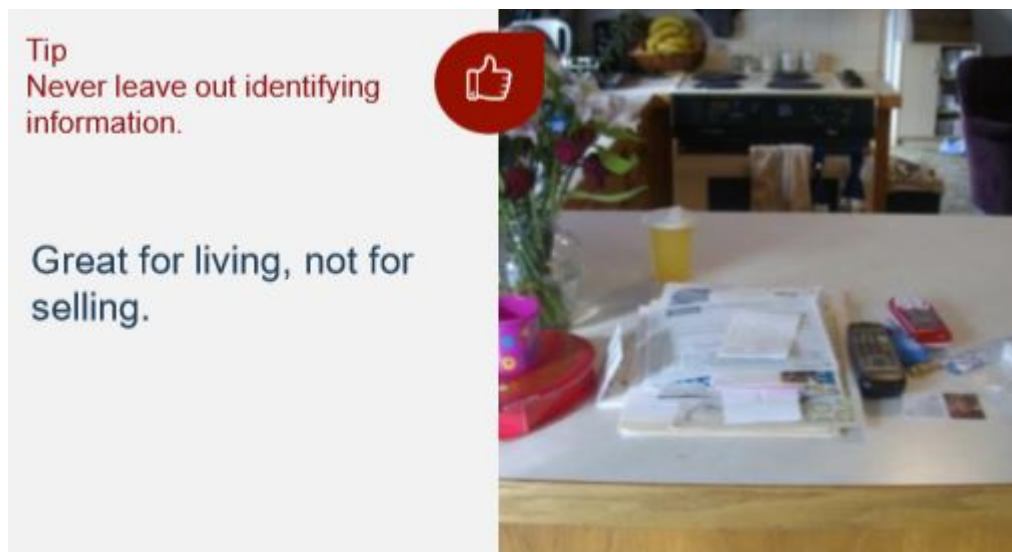 Tip
Never leave out identifying
information.
Great for living, not for
selling.